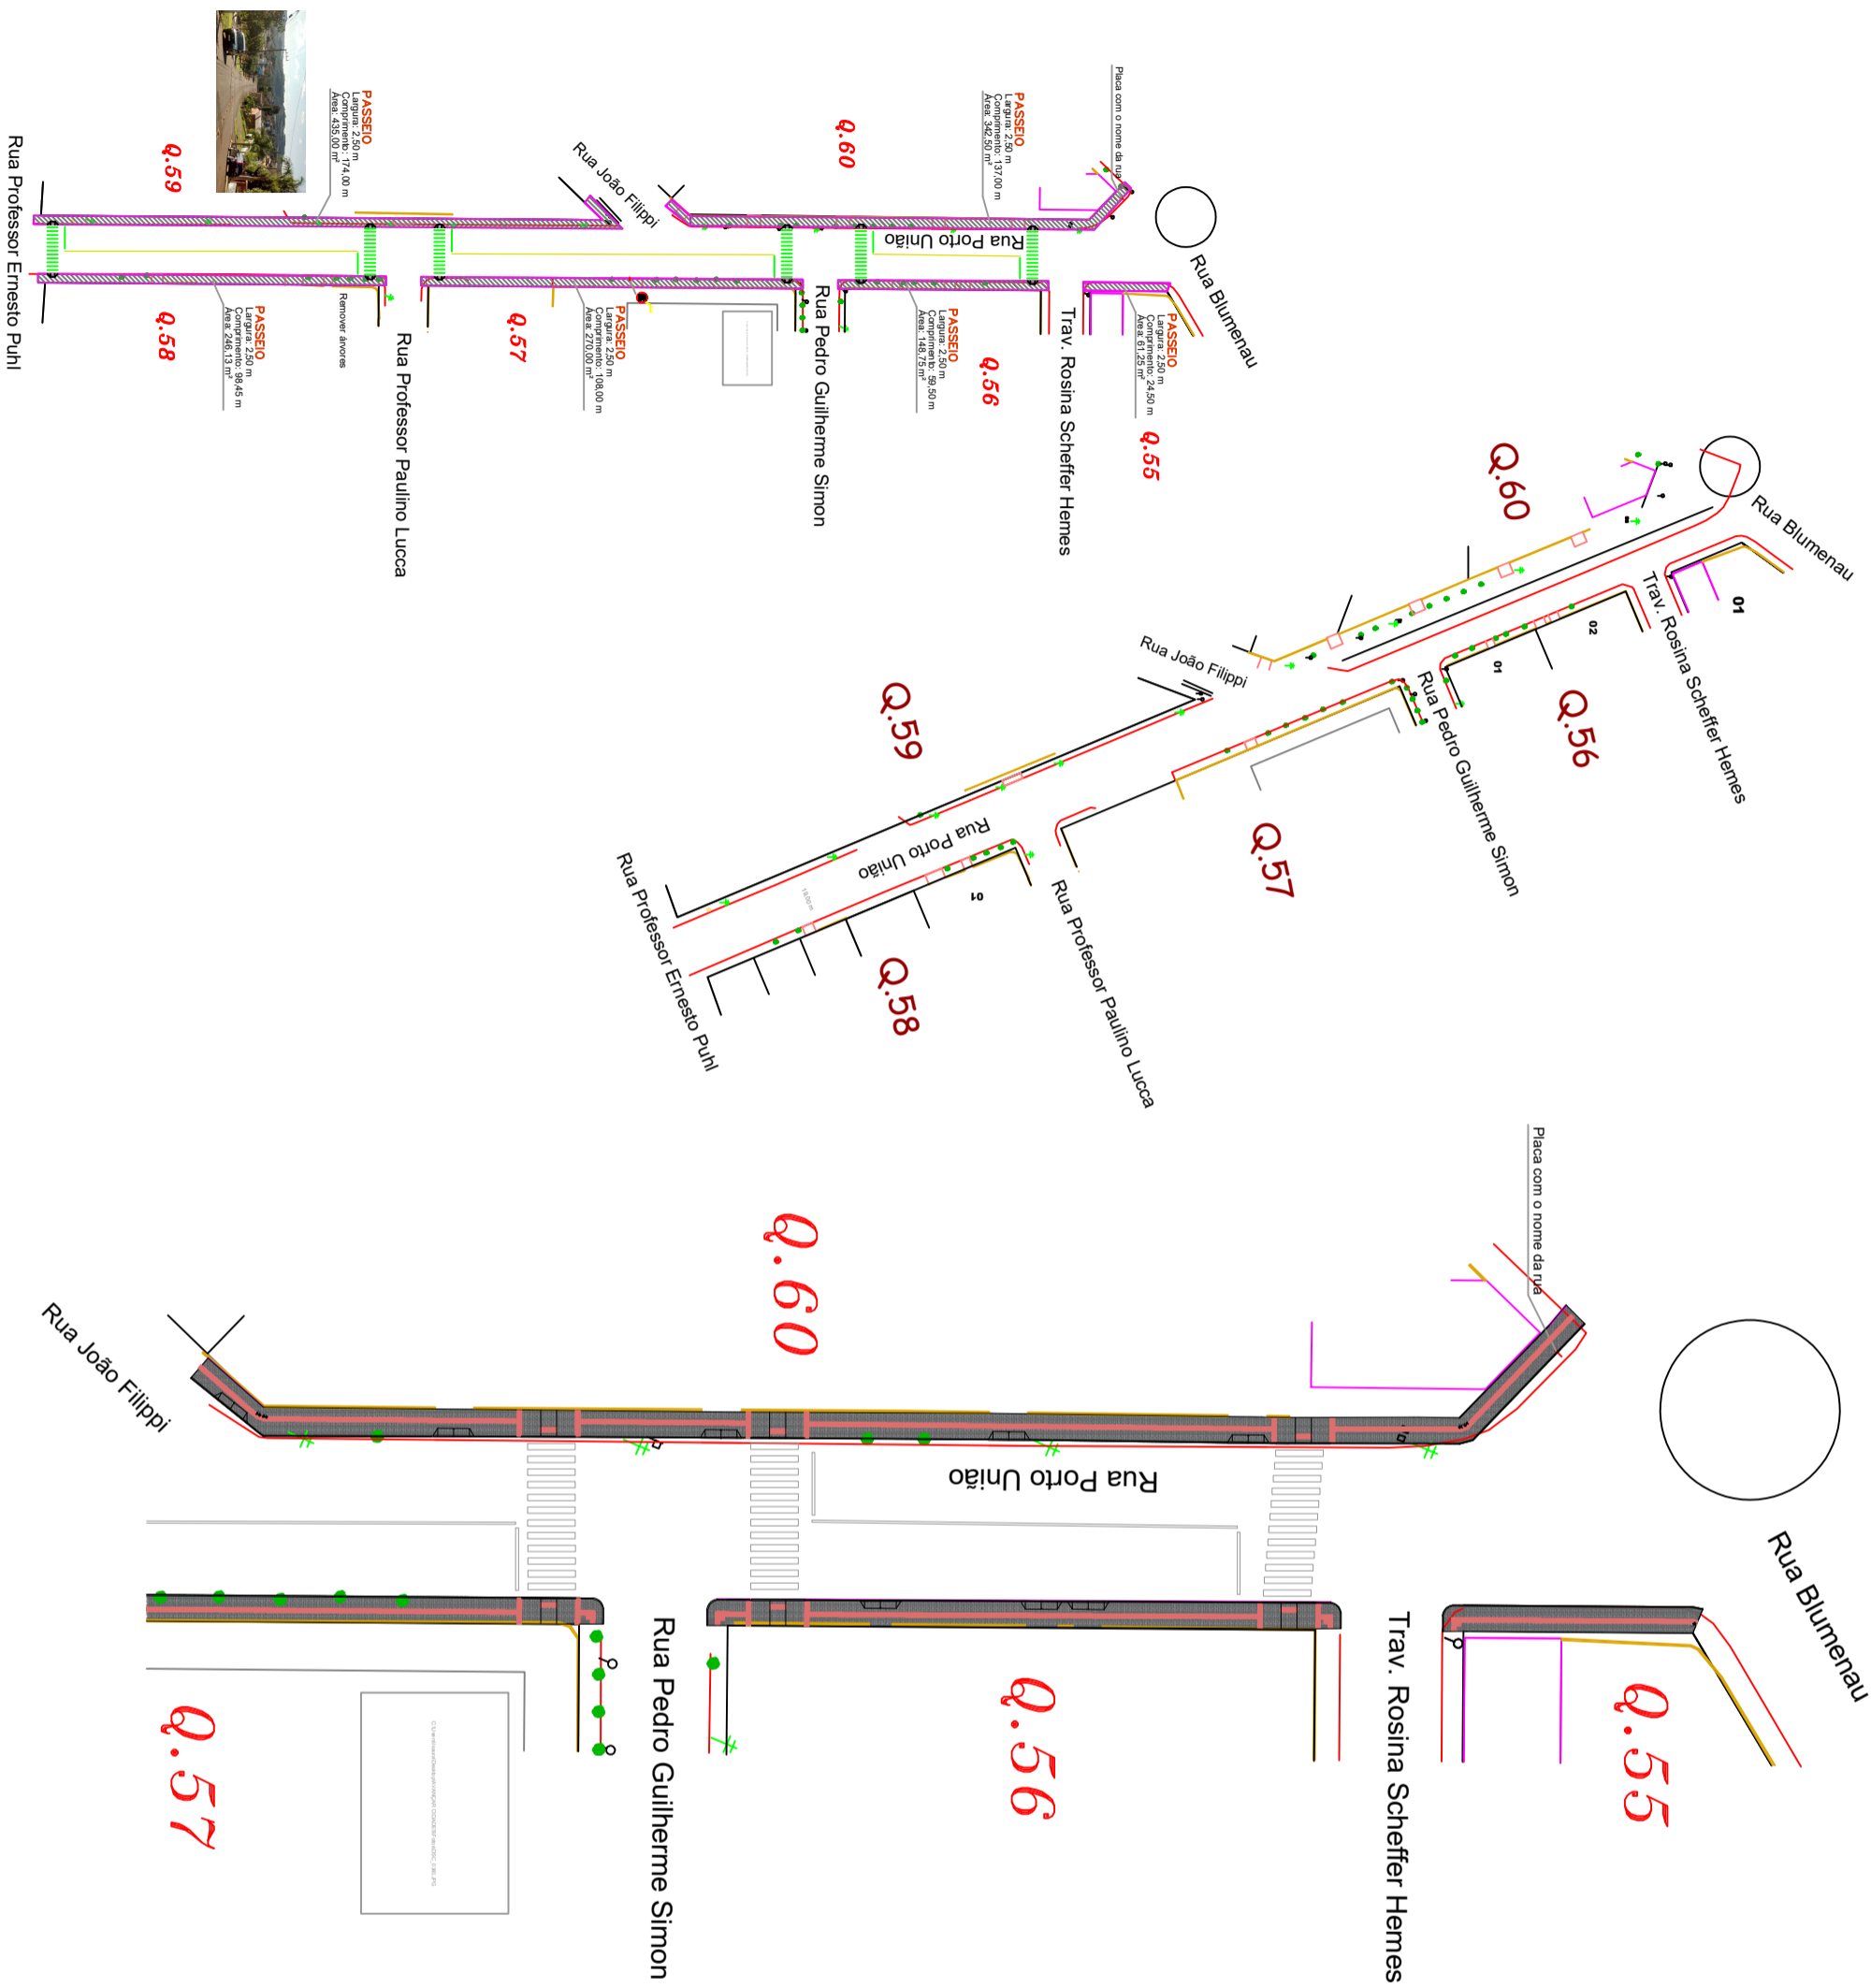 Placa com o nome da rua
PASSEIO
Largura: 2,50 m
Comprimento: 174,00 m
Área: 435,00 m²
PASSEIO
Largura: 2,50 m
Comprimento: 137,00 m
Área: 342,50 m²
Q.59
Q.60
Rua João Filippi
Rua Porto União
Rua Blumenau
Rua Professor Ernesto Puhl
Q.58
PASSEIO
Largura: 2,50 m
Comprimento: 98,45 m
Área: 246,13 m²
Remover árvores
Rua Professor Paulino Lucca
Q.57
PASSEIO
Largura: 2,50 m
Comprimento: 108,00 m
Área: 270,00 m²
Rua Pedro Guilherme Simon
PASSEIO
Largura: 2,50 m
Comprimento: 59,50 m
Área: 148,75 m²
Q.56
Trav. Rosina Scheffer Hemes
PASSEIO
Largura: 2,50 m
Comprimento: 24,50 m
Área: 61,25 m²
Q.55
Q.60
Rua Blumenau
01
Trav. Rosina Scheffer Hemes
02
01
Q.56
Rua João Filippi
Rua Pedro Guilherme Simon
Q.59
Q.57
Rua Porto União
01
Rua Professor Paulino Lucca
Q.58
Rua Professor Ernesto Puhl
Placa com o nome da rua
Q.60
Rua João Filippi
Rua Porto União
Rua Blumenau
Q.57
Rua Pedro Guilherme Simon
Q.56
Trav. Rosina Scheffer Hemes
Q.55